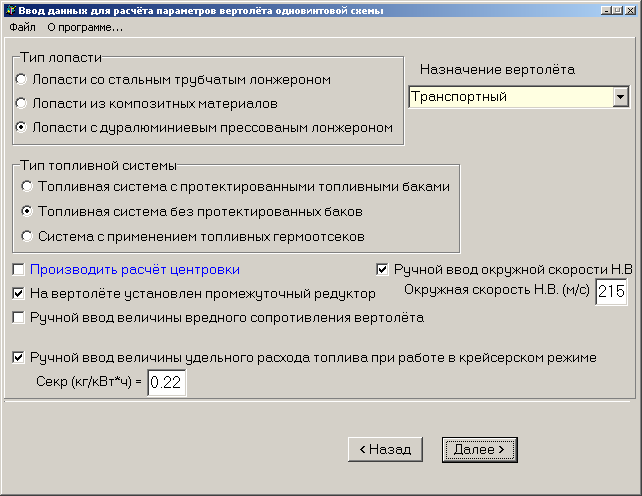 Ввод данных для расчёта параметров вертолёта одновинтовой схемы
Файл О программе...
Тип лопасти
Лопасти со стальным трубчатым лонжероном
Лопасти из композитных материалов
Лопасти с дуралюминиевым прессованым лонжероном
Назначение вертолёта
Транспортный
Тип топливной системы
Топливная система с протектированными топливными баками
Топливная система без протектированных баков
Система с применением топливных гермоотсеков
Производить расчёт центровки
Ручной ввод окружной скорости Н.В
На вертолёте установлен промежуточный редуктор
Окружная скорость Н.В. (м/с) 215
Ручной ввод величины вредного сопротивления вертолёта
Ручной ввод величины удельного расхода топлива при работе в крейсерском режиме
Секр (кг/кВт*ч) = 0.22
< Назад
Далее >